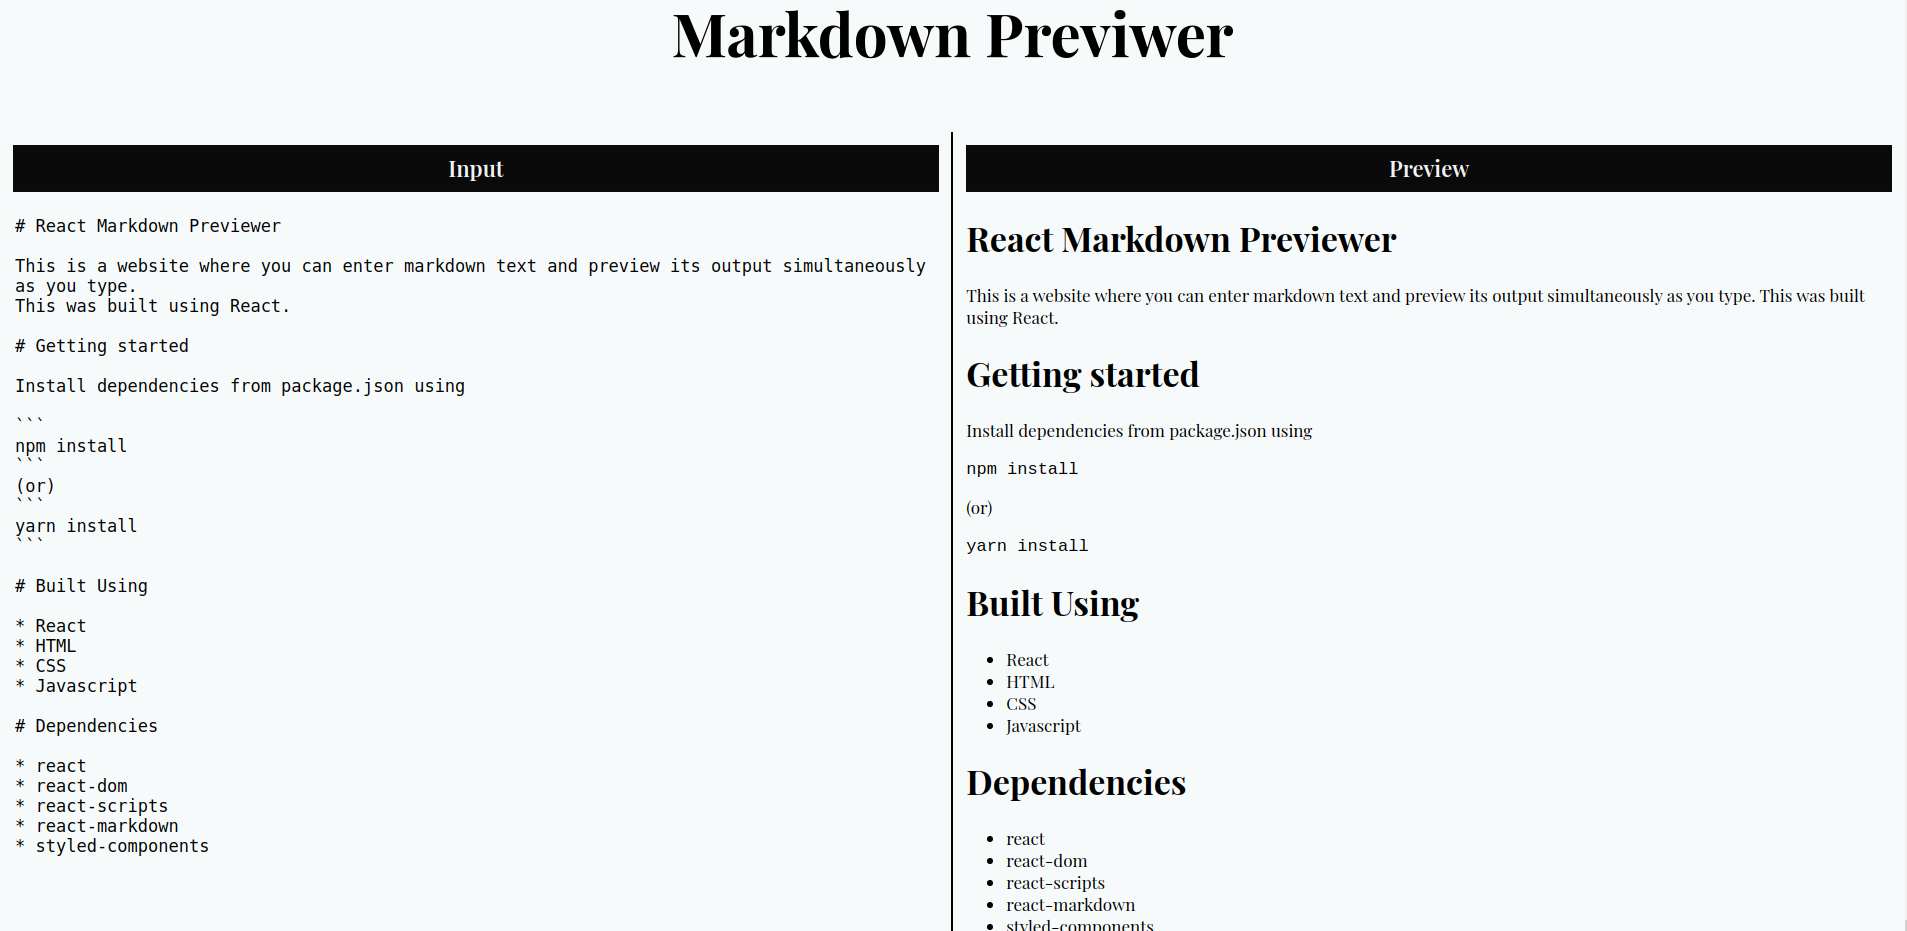 Markdown Previwer
Input
# React Markdown Previewer
This is a website where you can enter markdown text and preview its output simultaneously
as you type.
This was built using React.
# Getting started
Install dependencies from package.json using
```
npm install
```
(or)
```
yarn install
```
# Built Using
* React
* HTML
* CSS
* Javascript
# Dependencies
* react
* react-dom
* react-scripts
* react-markdown
* styled-components
Preview
React Markdown Previewer
This is a website where you can enter markdown text and preview its output simultaneously as you type. This was built
using React.
Getting started
Install dependencies from package.json using
npm install
(or)
yarn install
Built Using
• React
• HTML
• CSS
• Javascript
Dependencies
• react
• react-dom
• react-scripts
• react-markdown
• styled-components